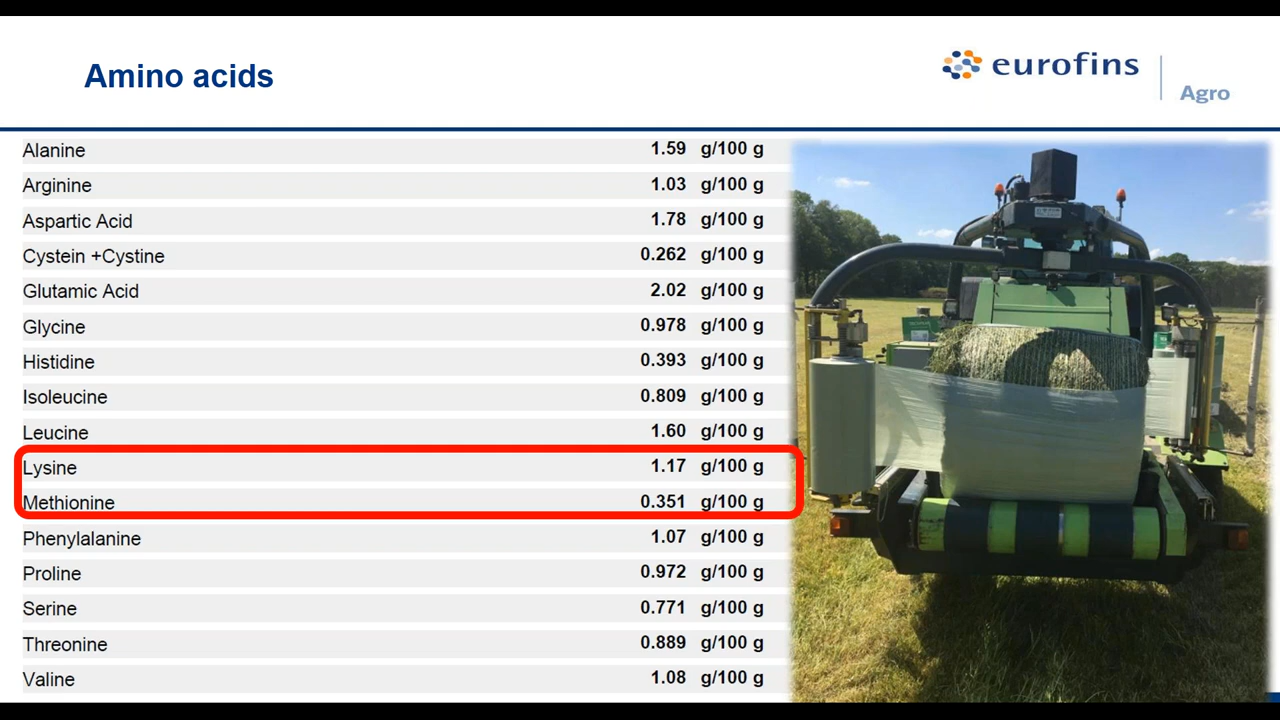 Amino acids
eurofins
Agro
Alanine 1.59 g/100 g
Arginine 1.03 g/100 g
Aspartic Acid 1.78 g/100 g
Cystein +Cystine 0.262 g/100 g
Glutamic Acid 2.02 g/100 g
Glycine 0.978 g/100 g
Histidine 0.393 g/100 g
Isoleucine 0.809 g/100 g
Leucine 1.60 g/100 g
Lysine 1.17 g/100 g
Methionine 0.351 g/100 g
Phenylalanine 1.07 g/100 g
Proline 0.972 g/100 g
Serine 0.771 g/100 g
Threonine 0.889 g/100 g
Valine 1.08 g/100 g